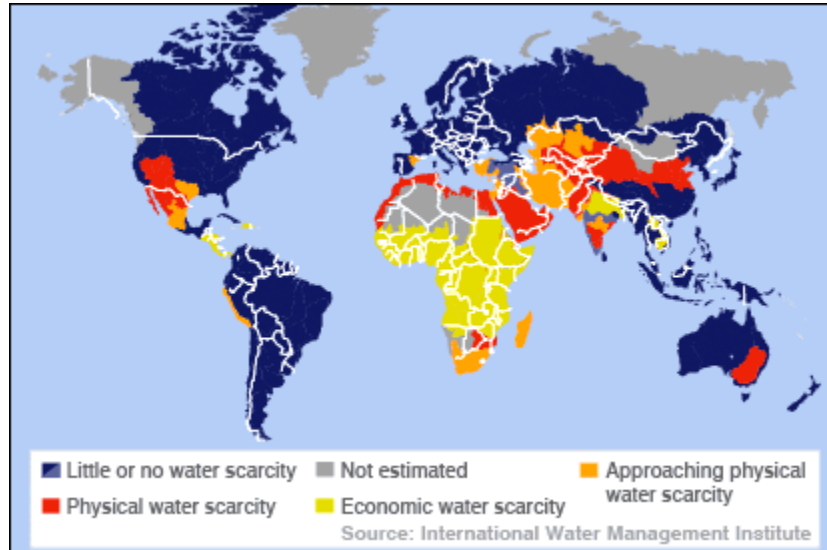 Little or no water scarcity
Not estimated
Approaching physical
water scarcity
Physical water scarcity
Economic water scarcity
Source: International Water Management Institute